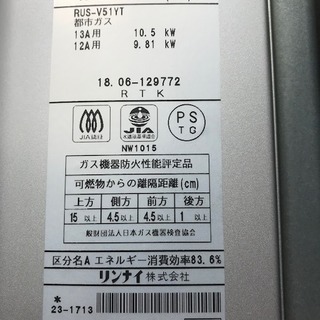 RUS-V51YT
都市ガス
13A用 10.5 kW
12A用 9.81 kW
18.06-129772
RTK
JIA認証
JIA
PS
TG
NW1015
ガス機器防火性能評定品
可燃物からの離隔距離(cm)
上方 側方 前方 後方
15以上 4.5以上 4.5以上 1以上
一般財団法人日本ガス機器検査協会
区分名A エネルギー消費効率83.6%
リンナイ株式会社
23-1713